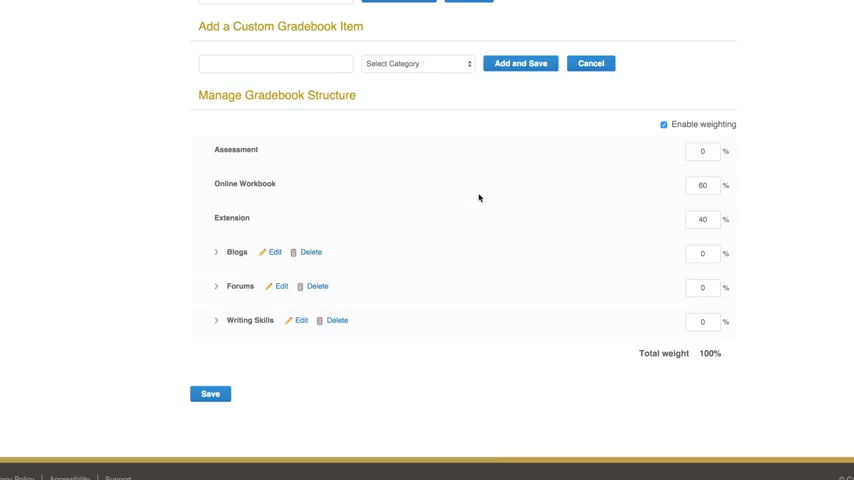 Add a Custom Gradebook Item
Select Category Add and Save Cancel
Manage Gradebook Structure
Enable weighting
Assessment 0 %
Online Workbook 60 %
Extension 40 %
Blogs Edit Delete 0 %
Forums Edit Delete 0 %
Writing Skills Edit Delete 0 %
Total weight 100%
Save
Policy Accessibility Support